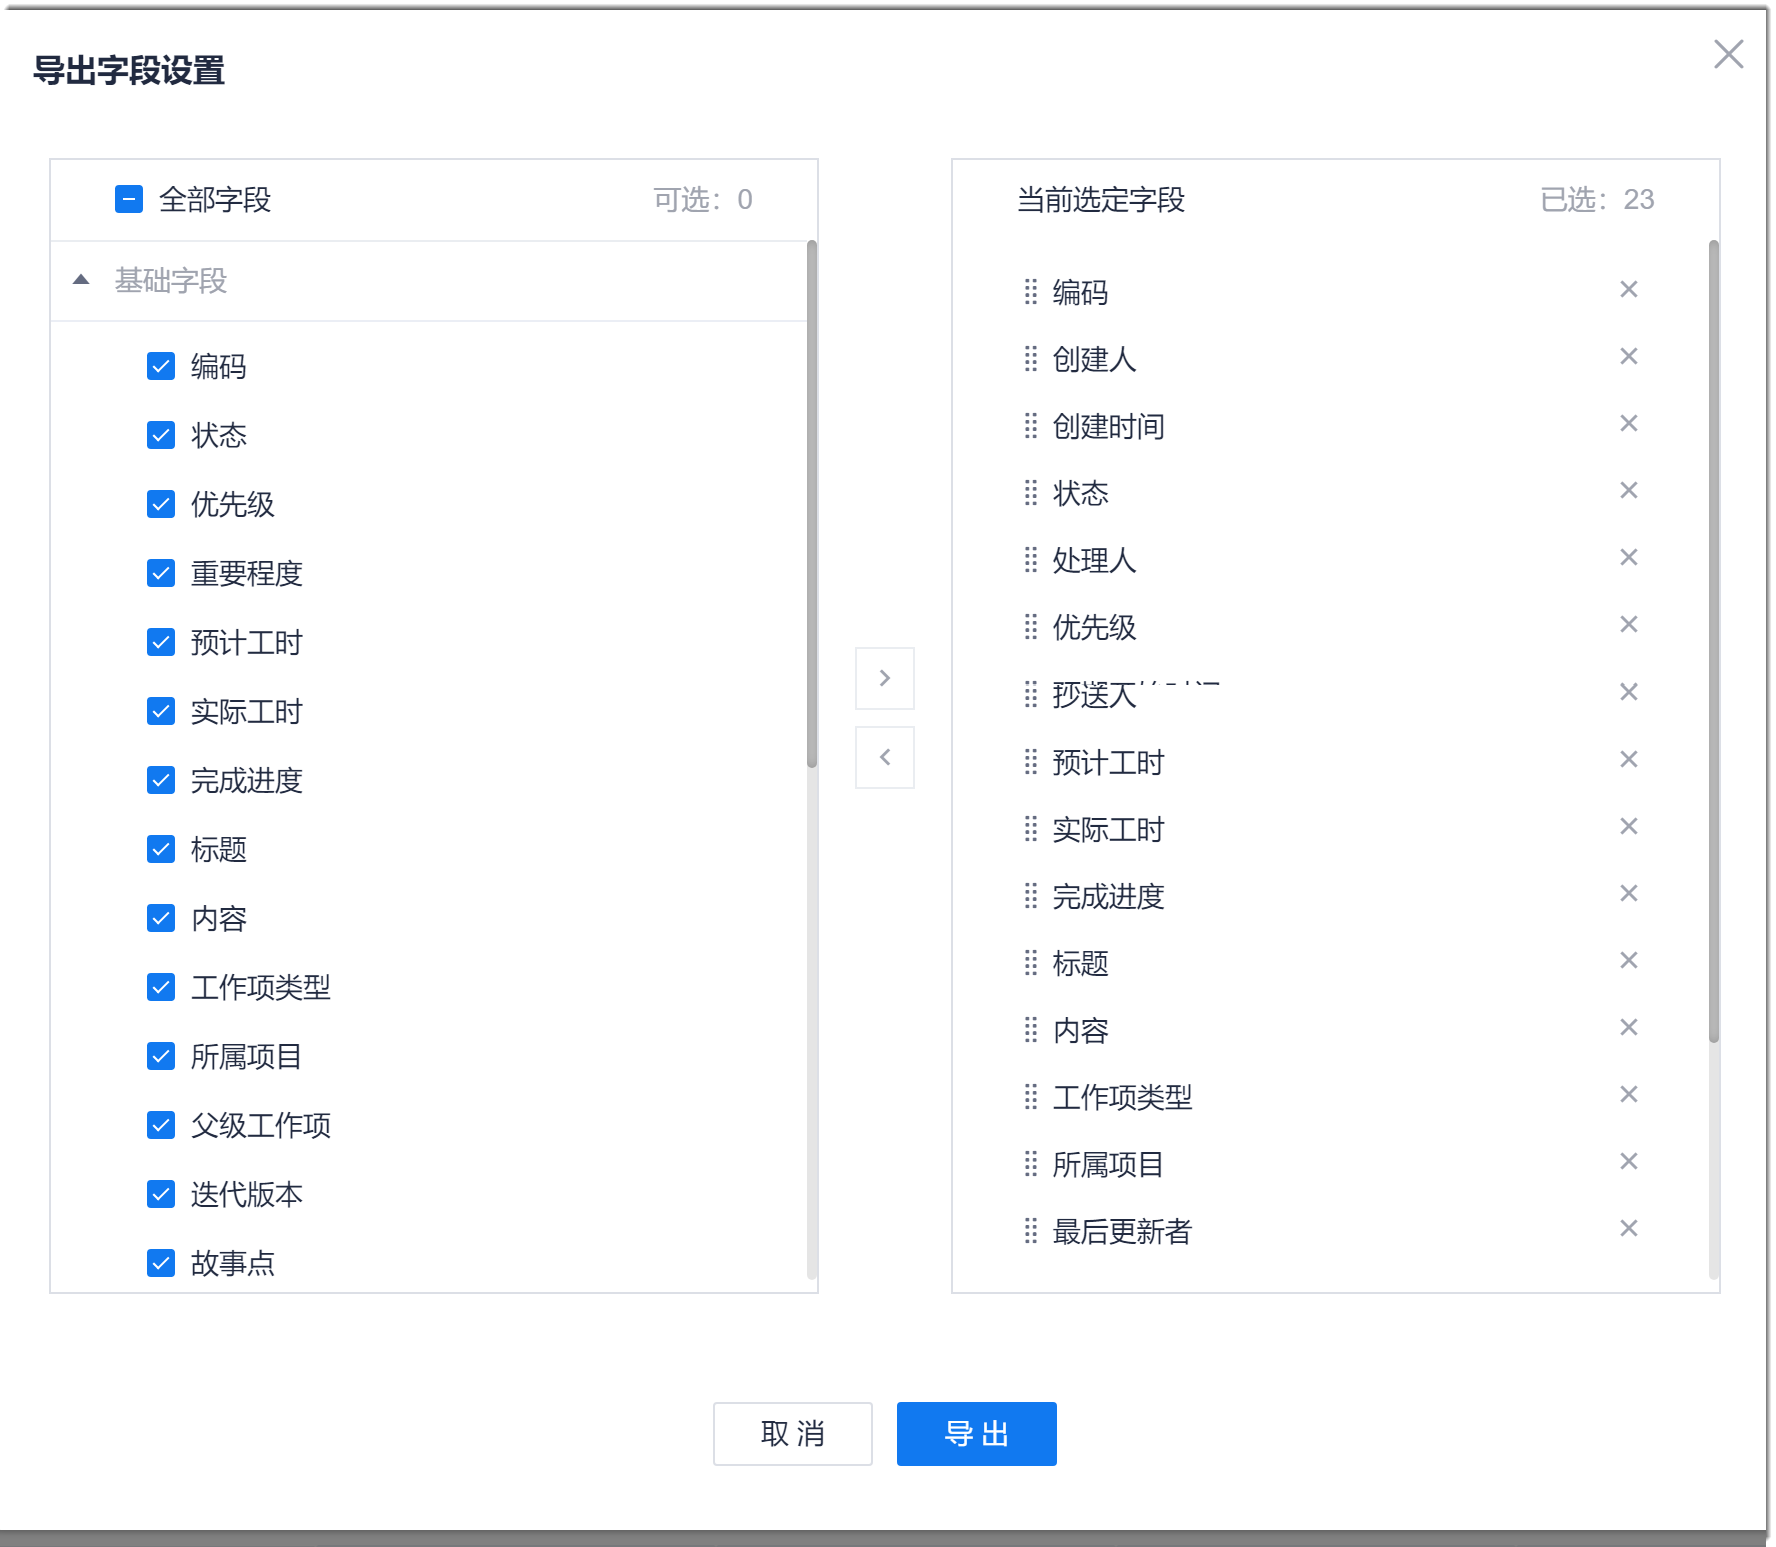 导出字段设置
全部字段
可选：0
基础字段
编码
状态
优先级
重要程度
预计工时
实际工时
完成进度
标题
内容
工作项类型
所属项目
父级工作项
迭代版本
故事点
当前选定字段
已选：23
编码
创建人
创建时间
状态
处理人
优先级
抄送人
预计工时
实际工时
完成进度
标题
内容
工作项类型
所属项目
最后更新者
取消
导出